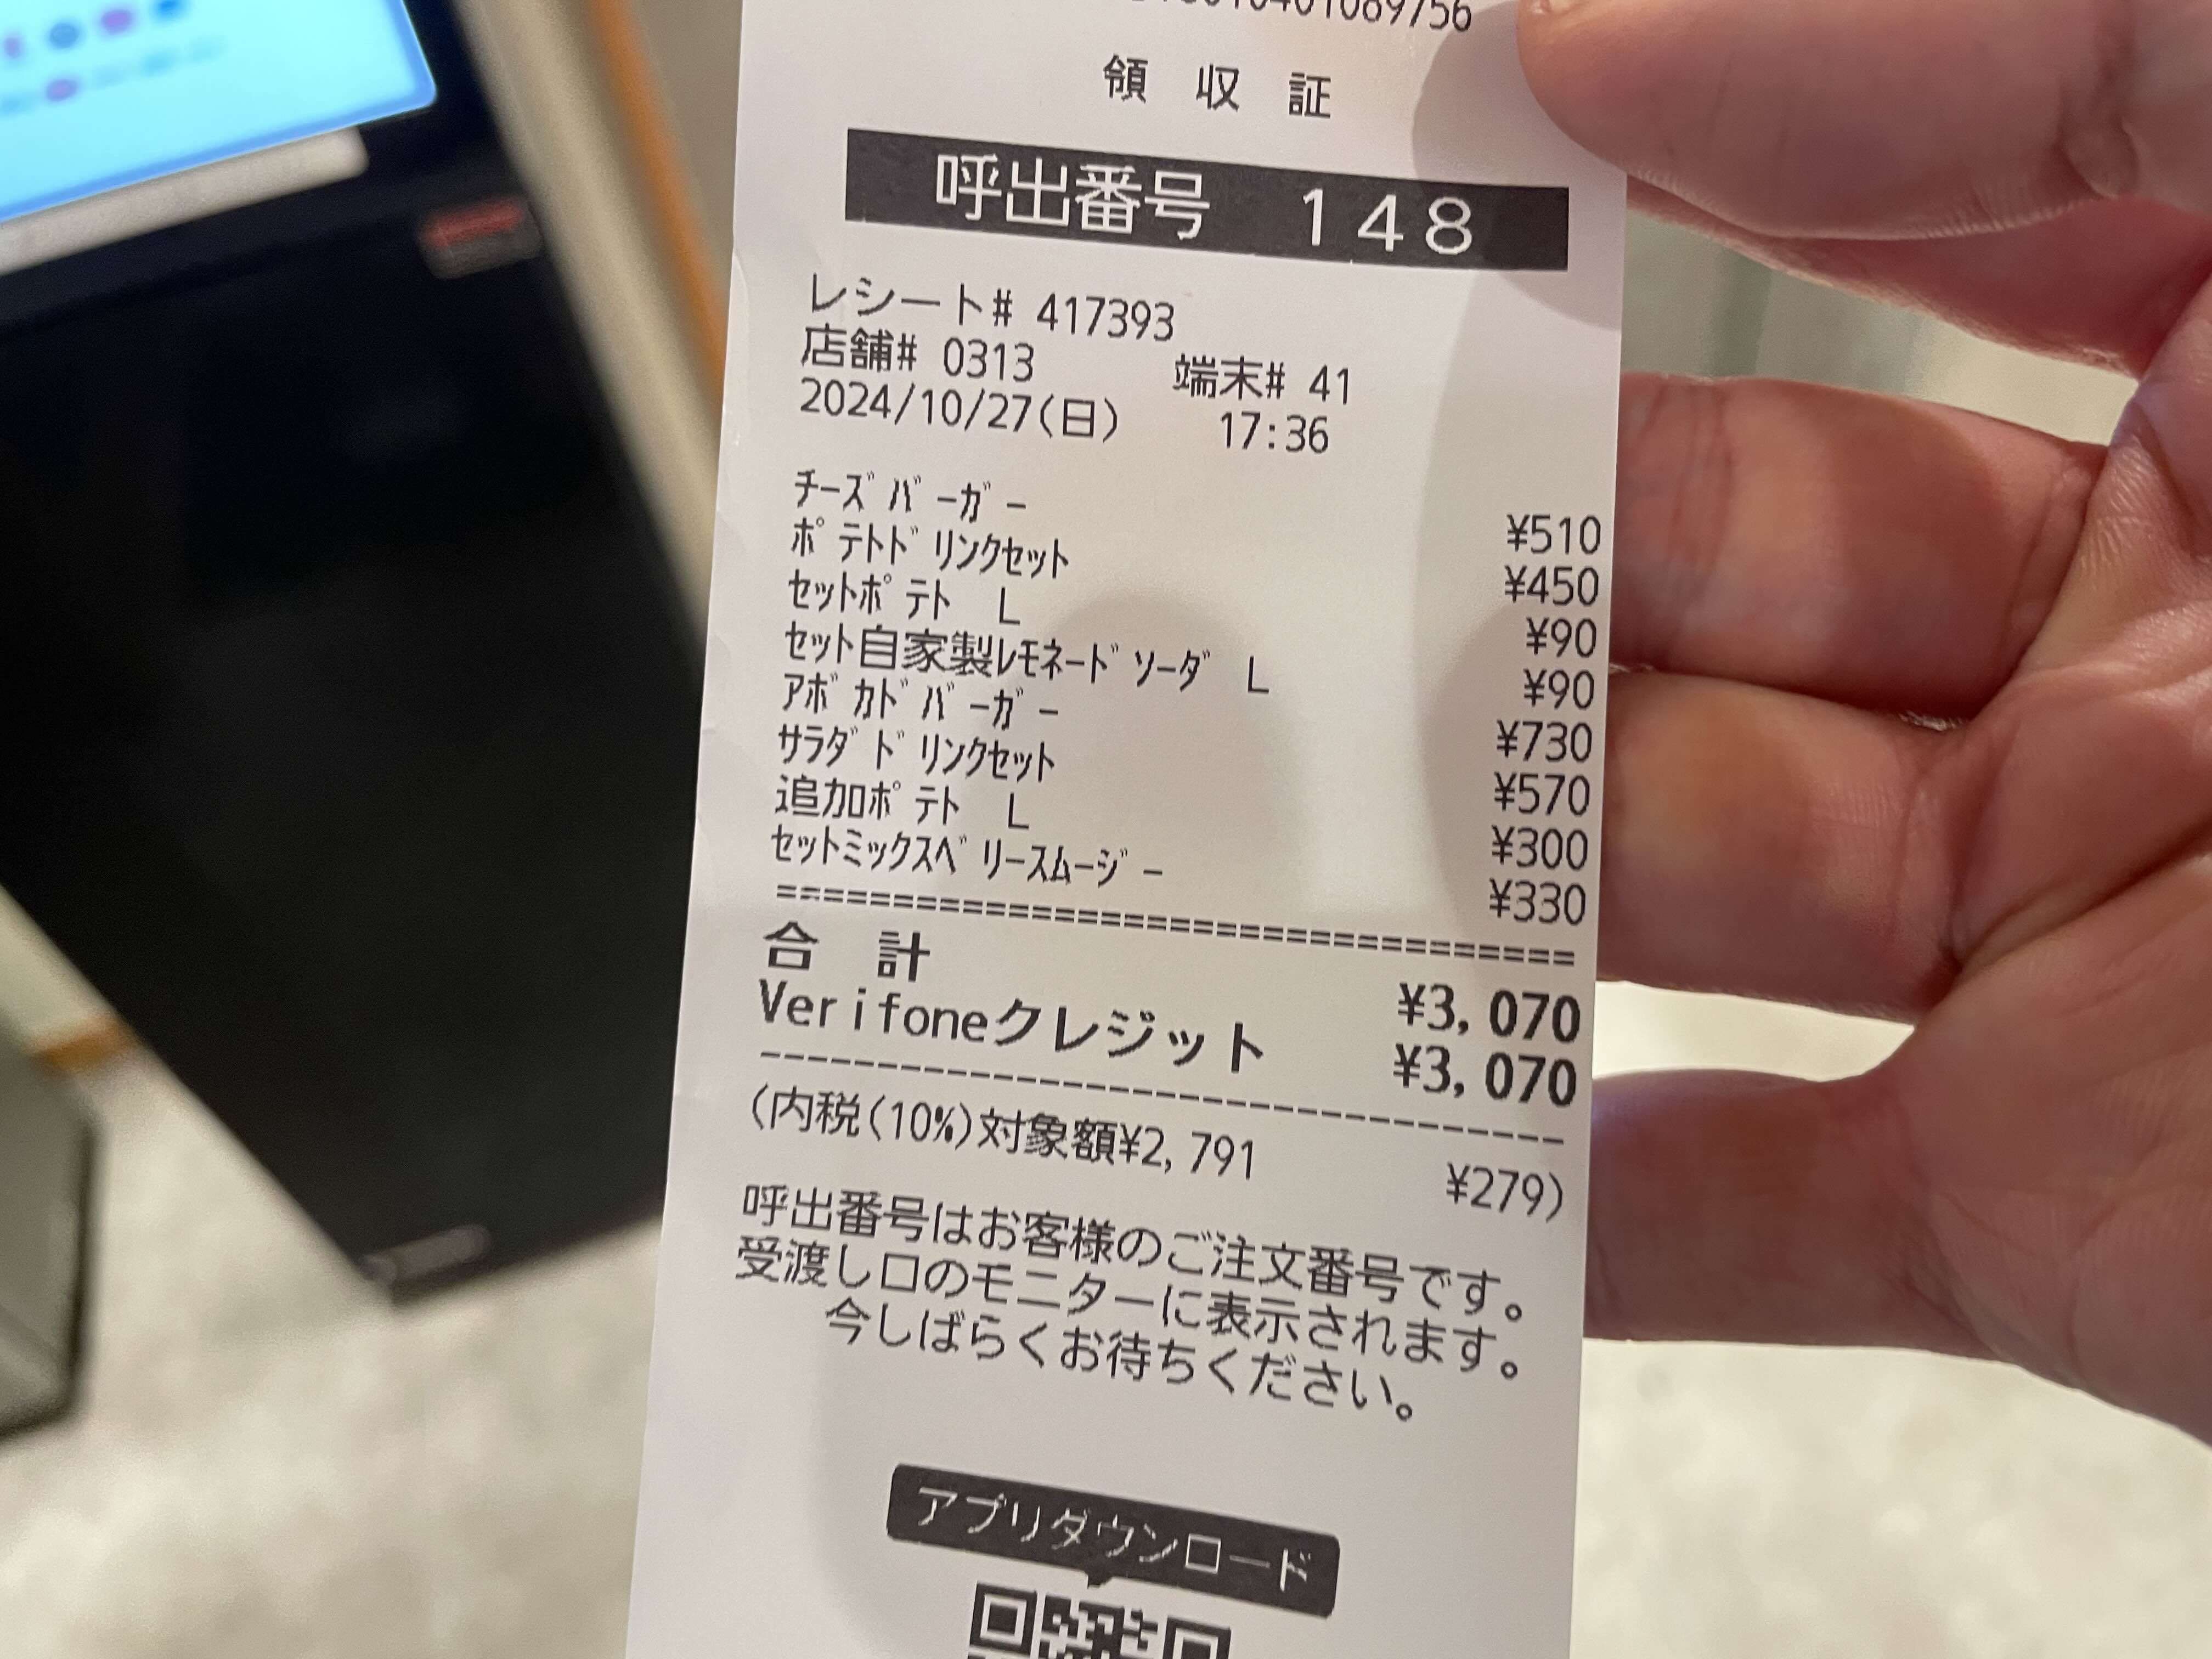 領収証
呼出番号 148
レシート# 417393
店舗# 0313 端末# 41
2024/10/27(日) 17:36
ﾁｰｽﾞﾊﾞｰｶﾞｰ ¥510
ﾎﾟﾃﾄﾄﾞﾘﾝｸｾｯﾄ ¥450
ｾｯﾄﾎﾟﾃﾄ L ¥90
ｾｯﾄ自家製ﾚﾓﾈｰﾄﾞｿｰﾀﾞ L ¥90
ｱﾎﾞｶﾄﾞﾊﾞｰｶﾞｰ ¥730
ｻﾗﾀﾞﾄﾞﾘﾝｸｾｯﾄ ¥570
追加ﾎﾟﾃﾄ L ¥300
ｾｯﾄﾐｯｸｽﾍﾞﾘｰｽﾑｰｼﾞｰ ¥330
合計 ¥3,070
Verifoneクレジット ¥3,070
(内税(10%)対象額¥2,791 ¥279)
呼出番号はお客様のご注文番号です。
受渡し口のモニターに表示されます。
今しばらくお待ちください。
アプリダウンロード